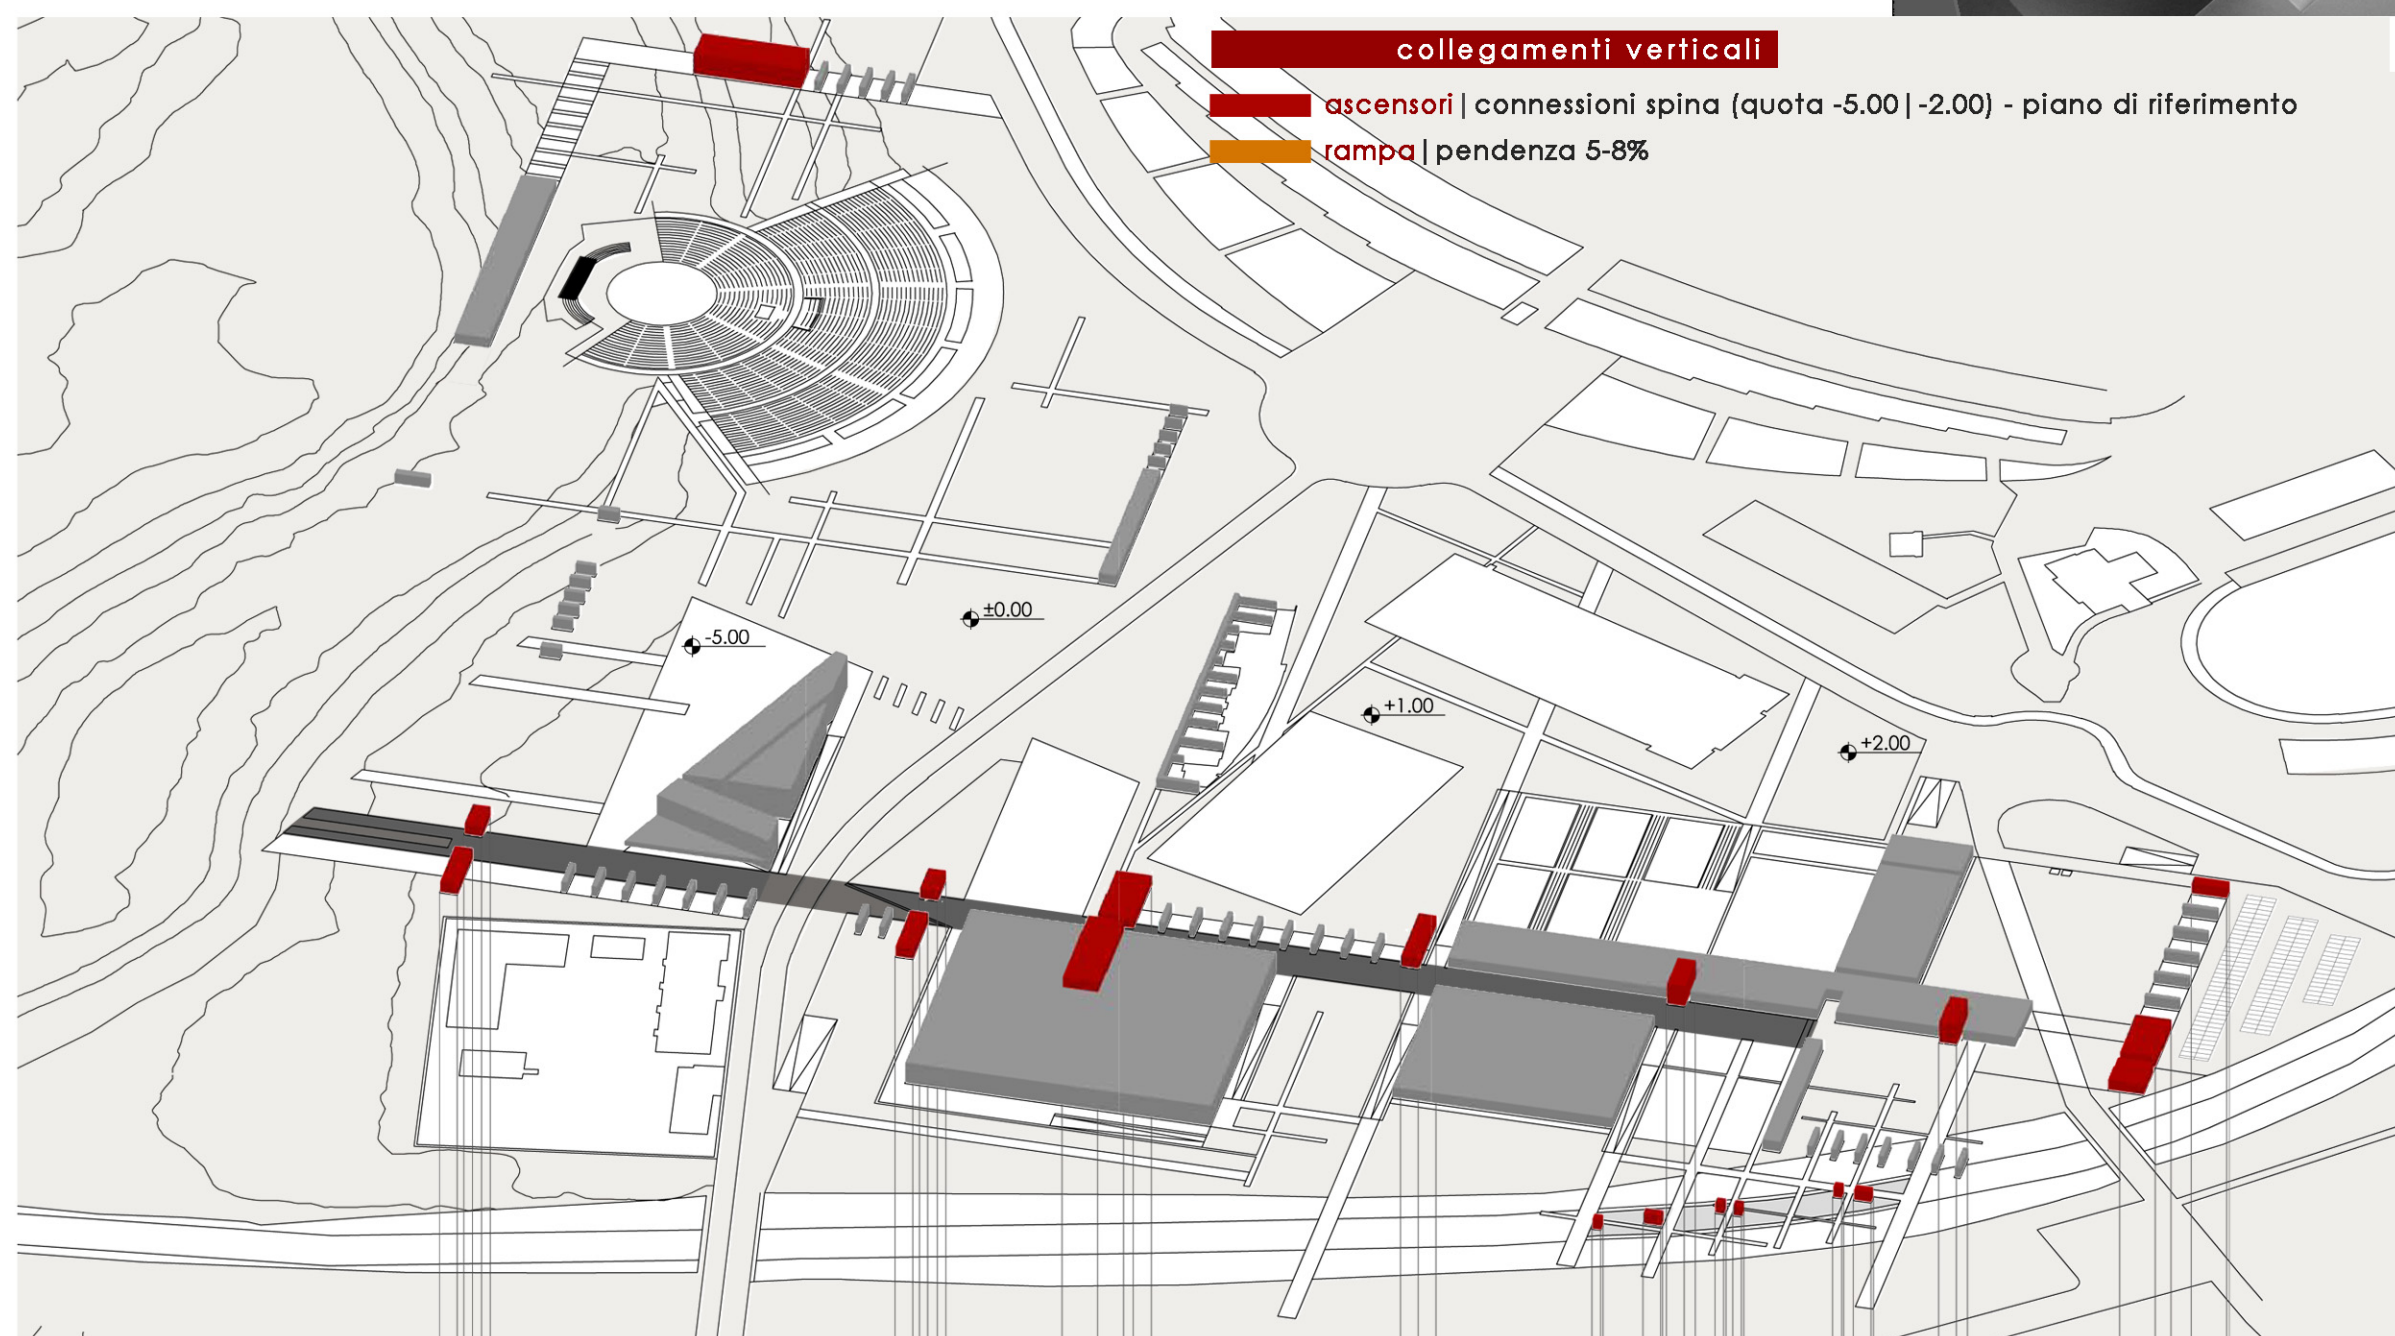 collegamenti verticali
ascensori|connessioni spina (quota -5.00|-2.00) - piano di riferimento
rampa|pendenza 5-8%
±0.00
-5.00
+1.00
+2.00